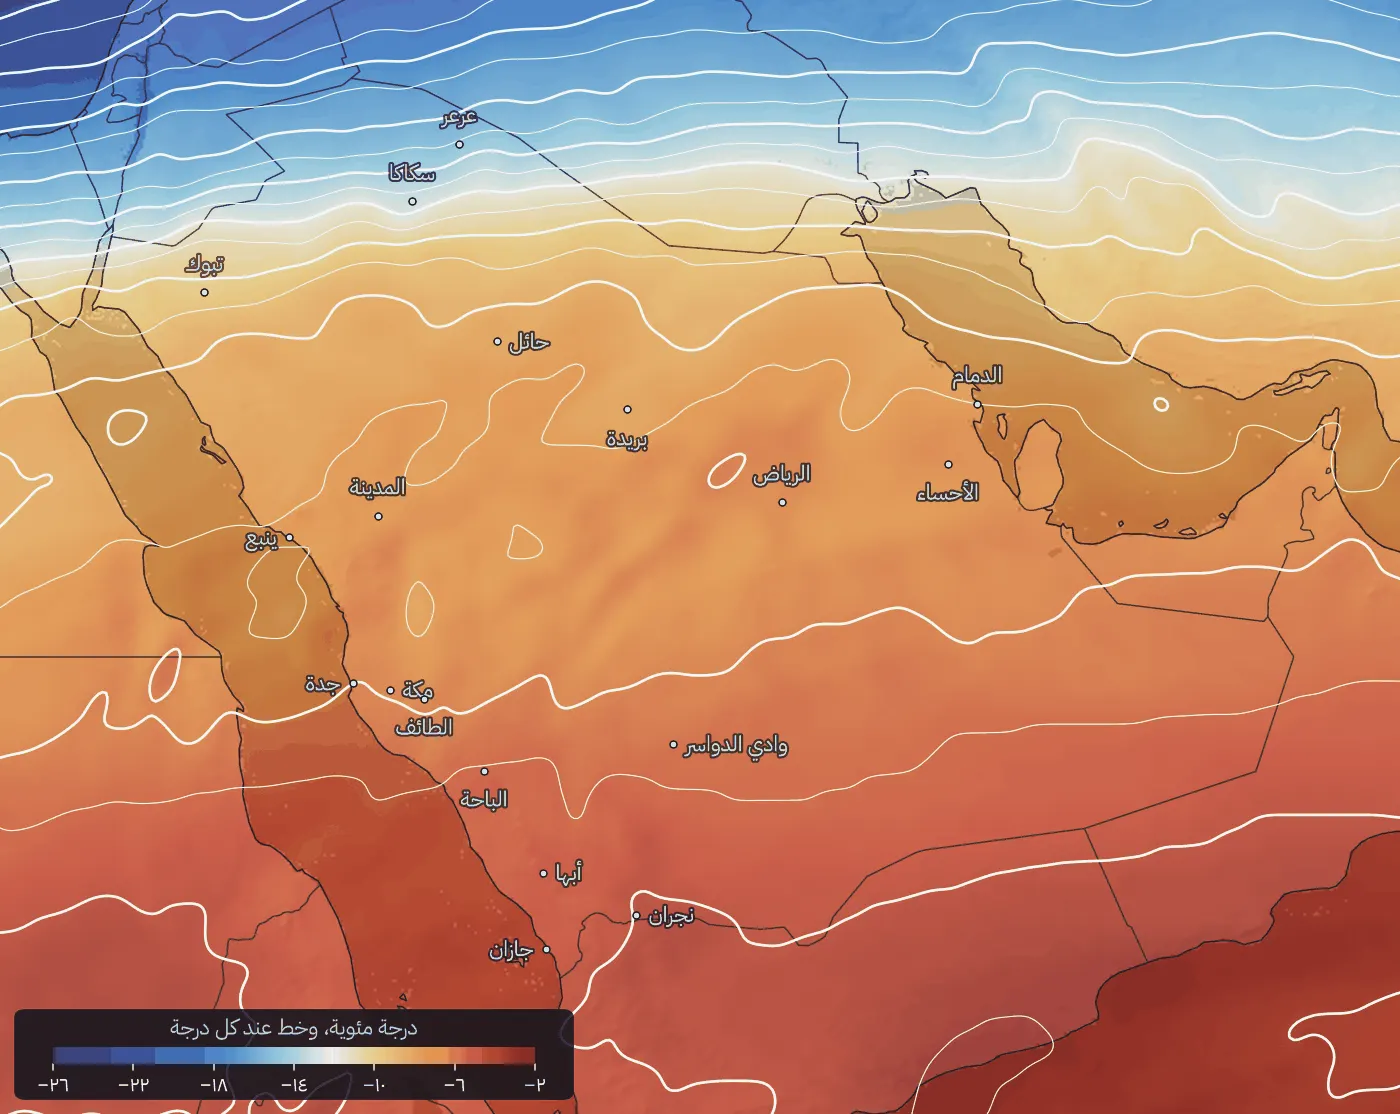 عرعر
سكاكا
تبوك
حائل
الدمام
بريدة
الرياض
المدينة
الأحساء
ينبع
جدة
مكة
الطائف
وادي الدواسر
الباحة
أبها
نجران
جازان
درجة مئوية، وخط عند كل درجة
−٢٦ −٢٢ −١٨ −١٤ −١٠ −٦ −٢